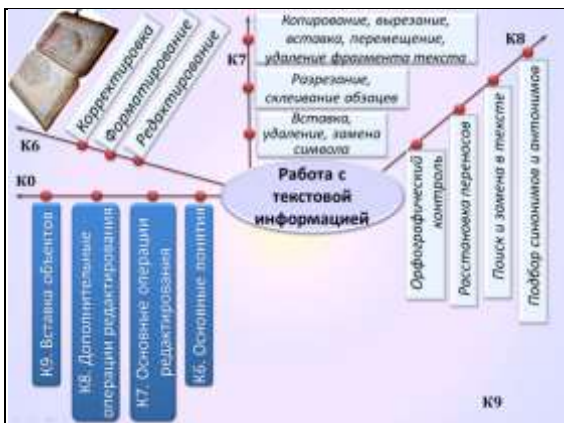 К6
Корректировка
Форматирование
Редактирование
К7
Копирование, вырезание,
вставка, перемещение,
удаление фрагмента текста
Разрезание,
склеивание абзацев
Вставка,
удаление, замена
символа
К8
Орфографический
контроль
Расстановка переносов
Поиск и замена в тексте
Подбор синонимов и антонимов
Работа с
текстовой
информацией
К0
К9. Вставка объектов
К8. Дополнительные
операции редактирования
К7. Основные операции
редактирования
К6. Основные понятия
К9